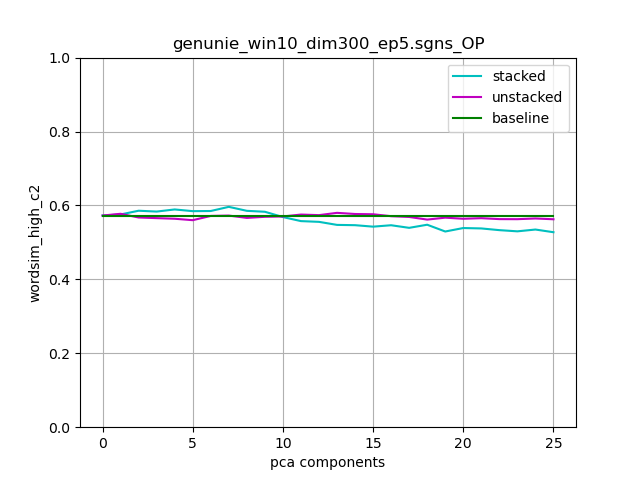 genunie_win10_dim300_ep5.sgns_OP
stacked
unstacked
baseline
wordsim_high_c2
1.0
0.8
0.6
0.4
0.2
0.0
0 5 10 15 20 25
pca components